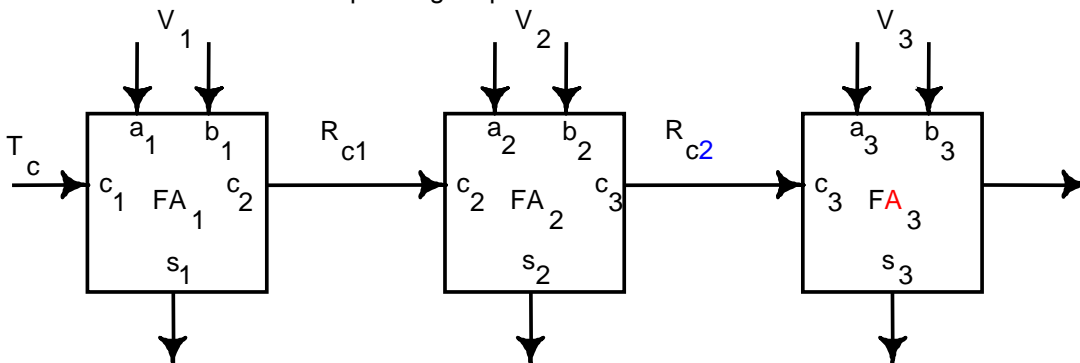 V1 V2 V3
a1 b1 a2 b2 a3 b3
Tc Rc1 Rc2
c1 FA1 c2 c2 FA2 c3 c3 FA3
s1 s2 s3